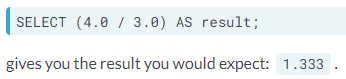 SELECT (4.0 / 3.0) AS result;
gives you the result you would expect: 1.333 .